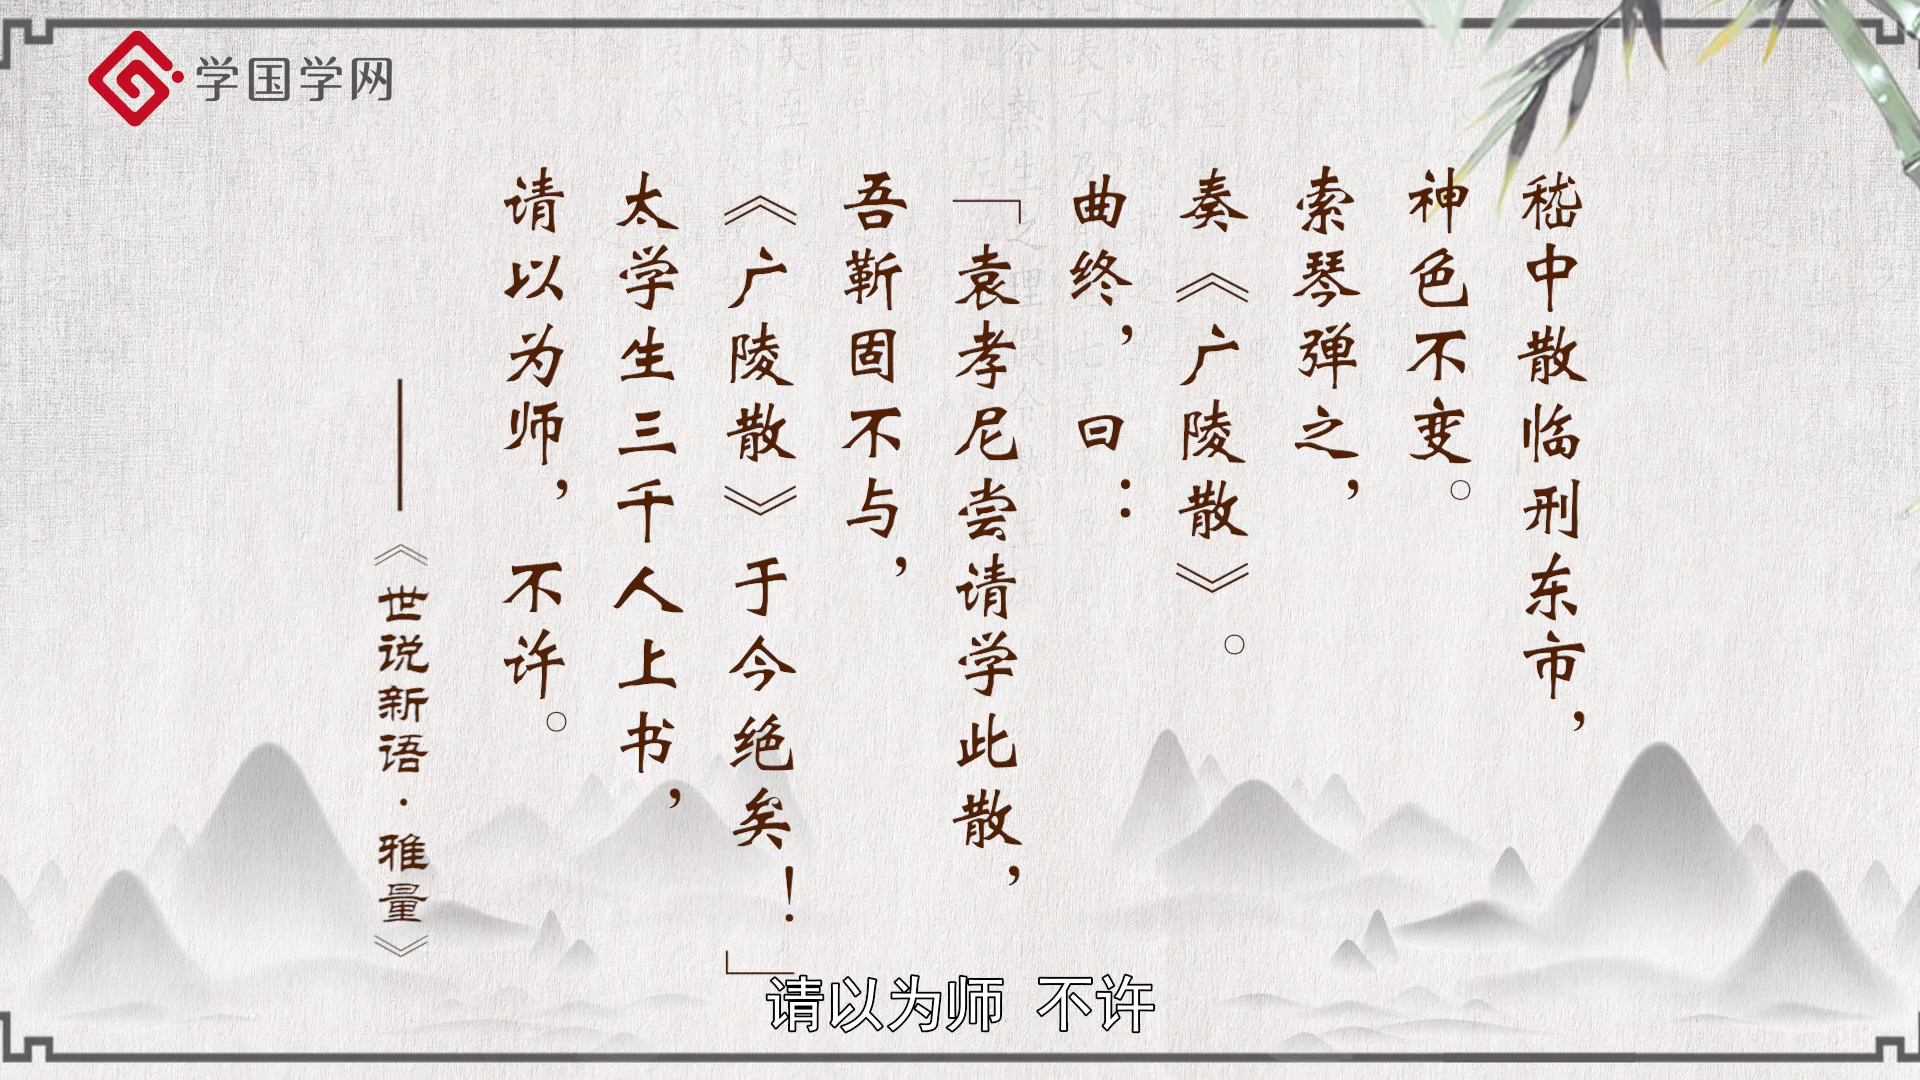 学国学网
嵇中散临刑东市，
神色不变。
索琴弹之，
奏《广陵散》。
曲终，曰：
「袁孝尼尝请学此散，
吾靳固不与，
《广陵散》于今绝矣！」
太学生三千人上书，
请以为师，不许。
——《世说新语·雅量》
请以为师 不许